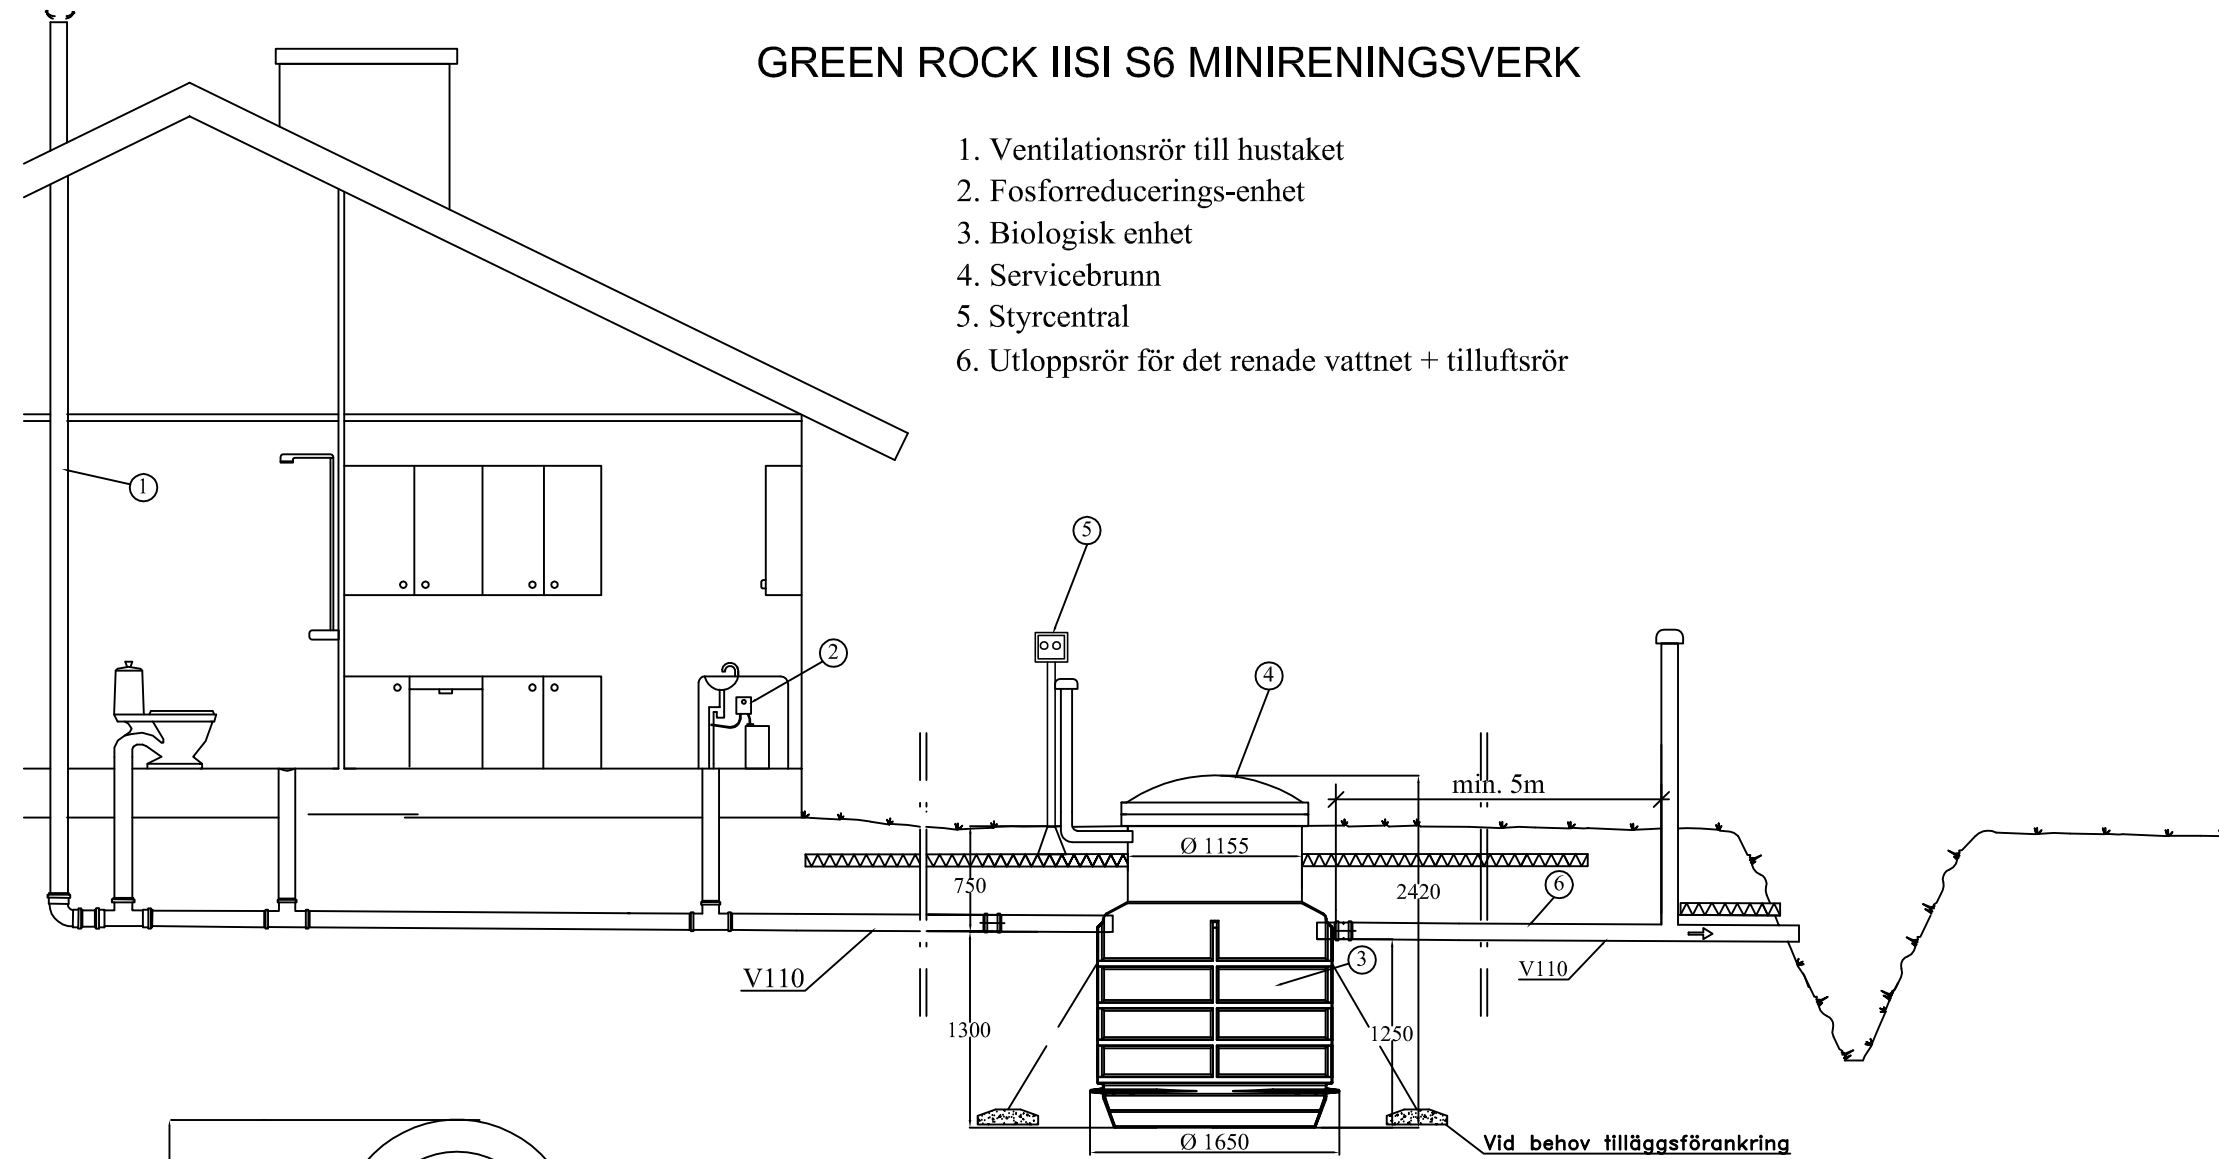 GREEN ROCK IISI S6 MINIRENINGSVERK
1. Ventilationsrör till hustaket
2. Fosforreducerings-enhet
3. Biologisk enhet
4. Servicebrunn
5. Styrcentral
6. Utloppsrör för det renade vattnet + tilluftsrör
1
5
2
4
min. 5m
Ø 1155
750
2420
6
V110
3
V110
1300
1250
Ø 1650
Vid behov tilläggsförankring